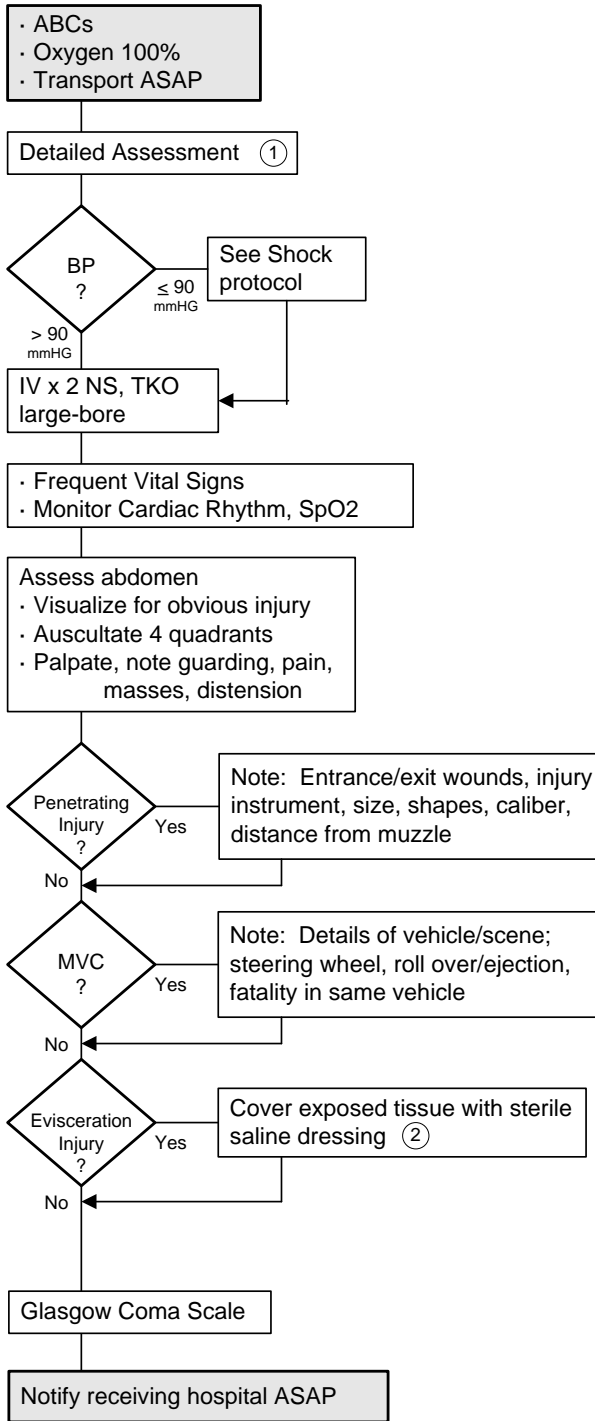 · ABCs
· Oxygen 100%
· Transport ASAP
Detailed Assessment 1
BP
?
≤ 90
mmHG
See Shock
protocol
> 90
mmHG
IV x 2 NS, TKO
large-bore
· Frequent Vital Signs
· Monitor Cardiac Rhythm, SpO2
Assess abdomen
· Visualize for obvious injury
· Auscultate 4 quadrants
· Palpate, note guarding, pain,
masses, distension
Penetrating
Injury
?
Yes
Note: Entrance/exit wounds, injury
instrument, size, shapes, caliber,
distance from muzzle
No
MVC
?
Yes
Note: Details of vehicle/scene;
steering wheel, roll over/ejection,
fatality in same vehicle
No
Evisceration
Injury
?
Yes
Cover exposed tissue with sterile
saline dressing 2
No
Glasgow Coma Scale
Notify receiving hospital ASAP